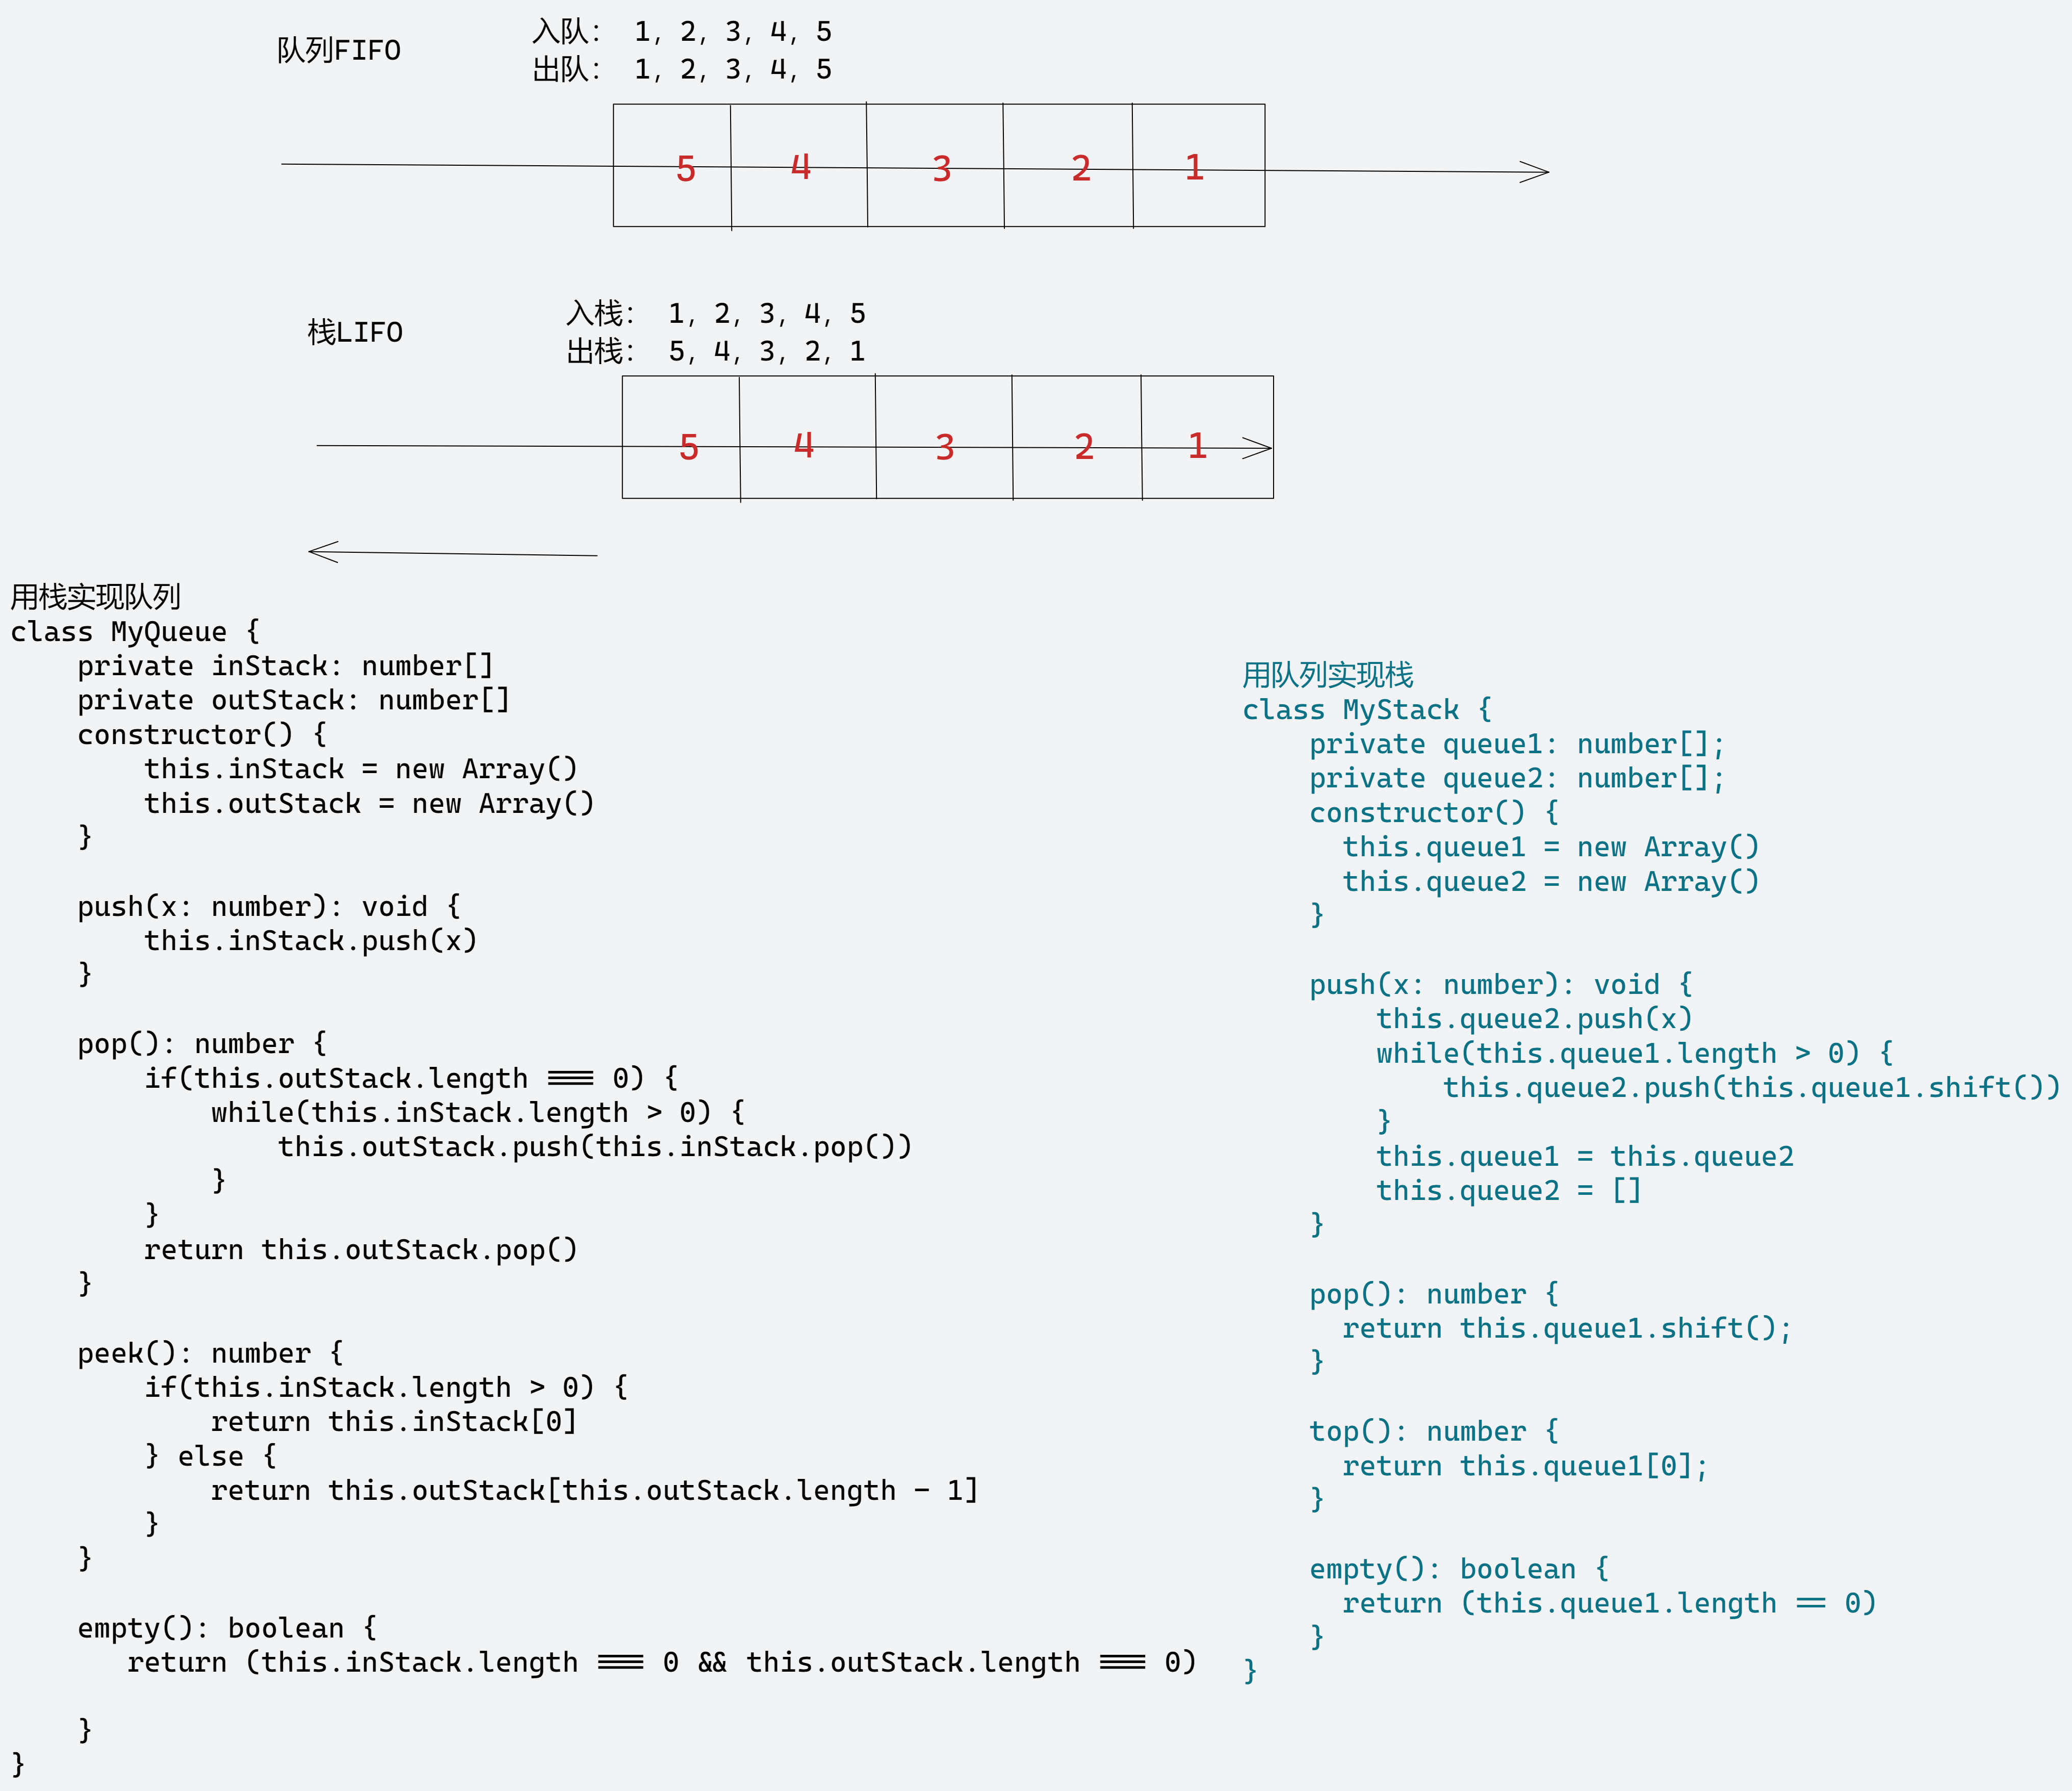 队列FIFO
入队： 1, 2, 3, 4, 5
出队： 1, 2, 3, 4, 5
5 4 3 2 1
栈LIFO
入栈： 1, 2, 3, 4, 5
出栈： 5, 4, 3, 2, 1
5 4 3 2 1
用栈实现队列
class MyQueue {
    private inStack: number[]
    private outStack: number[]
    constructor() {
        this.inStack = new Array()
        this.outStack = new Array()
    }

    push(x: number): void {
        this.inStack.push(x)
    }

    pop(): number {
        if(this.outStack.length === 0) {
            while(this.inStack.length > 0) {
                this.outStack.push(this.inStack.pop())
            }
        }
        return this.outStack.pop()
    }

    peek(): number {
        if(this.inStack.length > 0) {
            return this.inStack[0]
        } else {
            return this.outStack[this.outStack.length - 1]
        }
    }

    empty(): boolean {
       return (this.inStack.length === 0 && this.outStack.length === 0)

    }
}
用队列实现栈
class MyStack {
    private queue1: number[];
    private queue2: number[];
    constructor() {
      this.queue1 = new Array()
      this.queue2 = new Array()
    }

    push(x: number): void {
        this.queue2.push(x)
        while(this.queue1.length > 0) {
            this.queue2.push(this.queue1.shift())
        }
        this.queue1 = this.queue2
        this.queue2 = []
    }

    pop(): number {
      return this.queue1.shift();
    }

    top(): number {
      return this.queue1[0];
    }

    empty(): boolean {
      return (this.queue1.length == 0)
    }
}